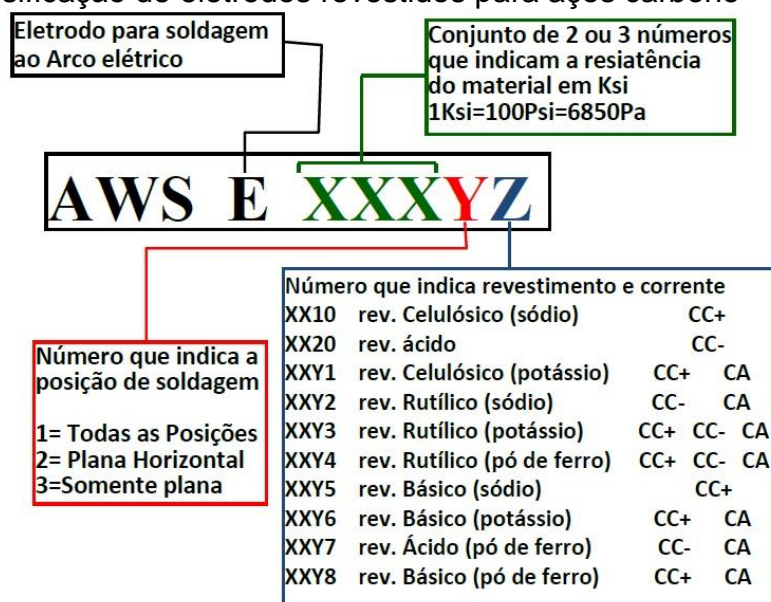 de eletrodos revestidos para aços
Eletrodo para soldagem
ao Arco elétrico
Conjunto de 2 ou 3 números
que indicam a resiatência
do material em Ksi
1Ksi=100Psi=6850Pa
AWS E XXXYZ
Número que indica a
posição de soldagem
1= Todas as Posições
2= Plana Horizontal
3=Somente plana
Número que indica revestimento e corrente
XX10 rev. Celulósico (sódio) CC+
XX20 rev. ácido CC-
XXY1 rev. Celulósico (potássio) CC+ CA
XXY2 rev. Rutílico (sódio) CC- CA
XXY3 rev. Rutílico (potássio) CC+ CC- CA
XXY4 rev. Rutílico (pó de ferro) CC+ CC- CA
XXY5 rev. Básico (sódio) CC+
XXY6 rev. Básico (potássio) CC+ CA
XXY7 rev. Ácido (pó de ferro) CC- CA
XXY8 rev. Básico (pó de ferro) CC+ CA